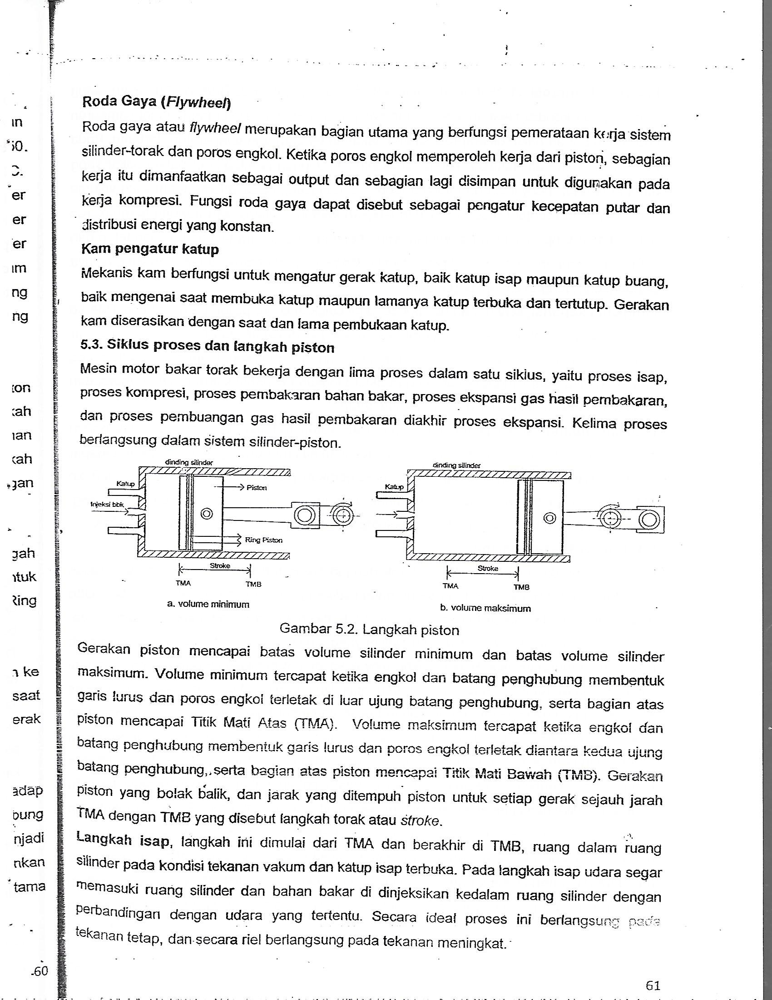 Roda Gaya (Flywheel)
Roda gaya atau flywheel merupakan bagian utama yang berfungsi pemerataan kerja sistem
silinder-torak dan poros engkol. Ketika poros engkol memperoleh kerja dari piston, sebagian
kerja itu dimanfaatkan sebagai output dan sebagian lagi disimpan untuk digunakan pada
kerja kompresi. Fungsi roda gaya dapat disebut sebagai pengatur kecepatan putar dan
distribusi energi yang konstan.
Kam pengatur katup
Mekanis kam berfungsi untuk mengatur gerak katup, baik katup isap maupun katup buang,
baik mengenai saat membuka katup maupun lamanya katup terbuka dan tertutup. Gerakan
kam diserasikan dengan saat dan lama pembukaan katup.
5.3. Siklus proses dan langkah piston
Mesin motor bakar torak bekerja dengan lima proses dalam satu siklus, yaitu proses isap,
proses kompresi, proses pembakaran bahan bakar, proses ekspansi gas hasil pembakaran,
dan proses pembuangan gas hasil pembakaran diakhir proses ekspansi. Kelima proses
berlangsung dalam sistem silinder-piston.
dinding silinder
Katup
Piston
Injeksi bbk
Ring Piston
Stroke
TMA TMB
a. volume minimum
dinding silinder
Katup
Stroke
TMA TMB
b. volume maksimum
Gambar 5.2. Langkah piston
Gerakan piston mencapai batas volume silinder minimum dan batas volume silinder
maksimum. Volume minimum tercapat ketika engkol dan batang penghubung membentuk
garis lurus dan poros engkol terletak di luar ujung batang penghubung, serta bagian atas
piston mencapai Titik Mati Atas (TMA). Volume maksimum tercapat ketika engkol dan
batang penghubung membentuk garis lurus dan poros engkol terletak diantara kedua ujung
batang penghubung, serta bagian atas piston mencapai Titik Mati Bawah (TMB). Gerakan
piston yang bolak balik, dan jarak yang ditempuh piston untuk setiap gerak sejauh jarah
TMA dengan TMB yang disebut langkah torak atau stroke.
Langkah isap, langkah ini dimulai dari TMA dan berakhir di TMB, ruang dalam ruang
silinder pada kondisi tekanan vakum dan katup isap terbuka. Pada langkah isap udara segar
memasuki ruang silinder dan bahan bakar di dinjeksikan kedalam ruang silinder dengan
perbandingan dengan udara yang tertentu. Secara ideal proses ini berlangsung pada
tekanan tetap, dan secara riel berlangsung pada tekanan meningkat.
61
er
er
er
ng
ng
gan
ke
saat
erak
njadi
nkan
tama
60